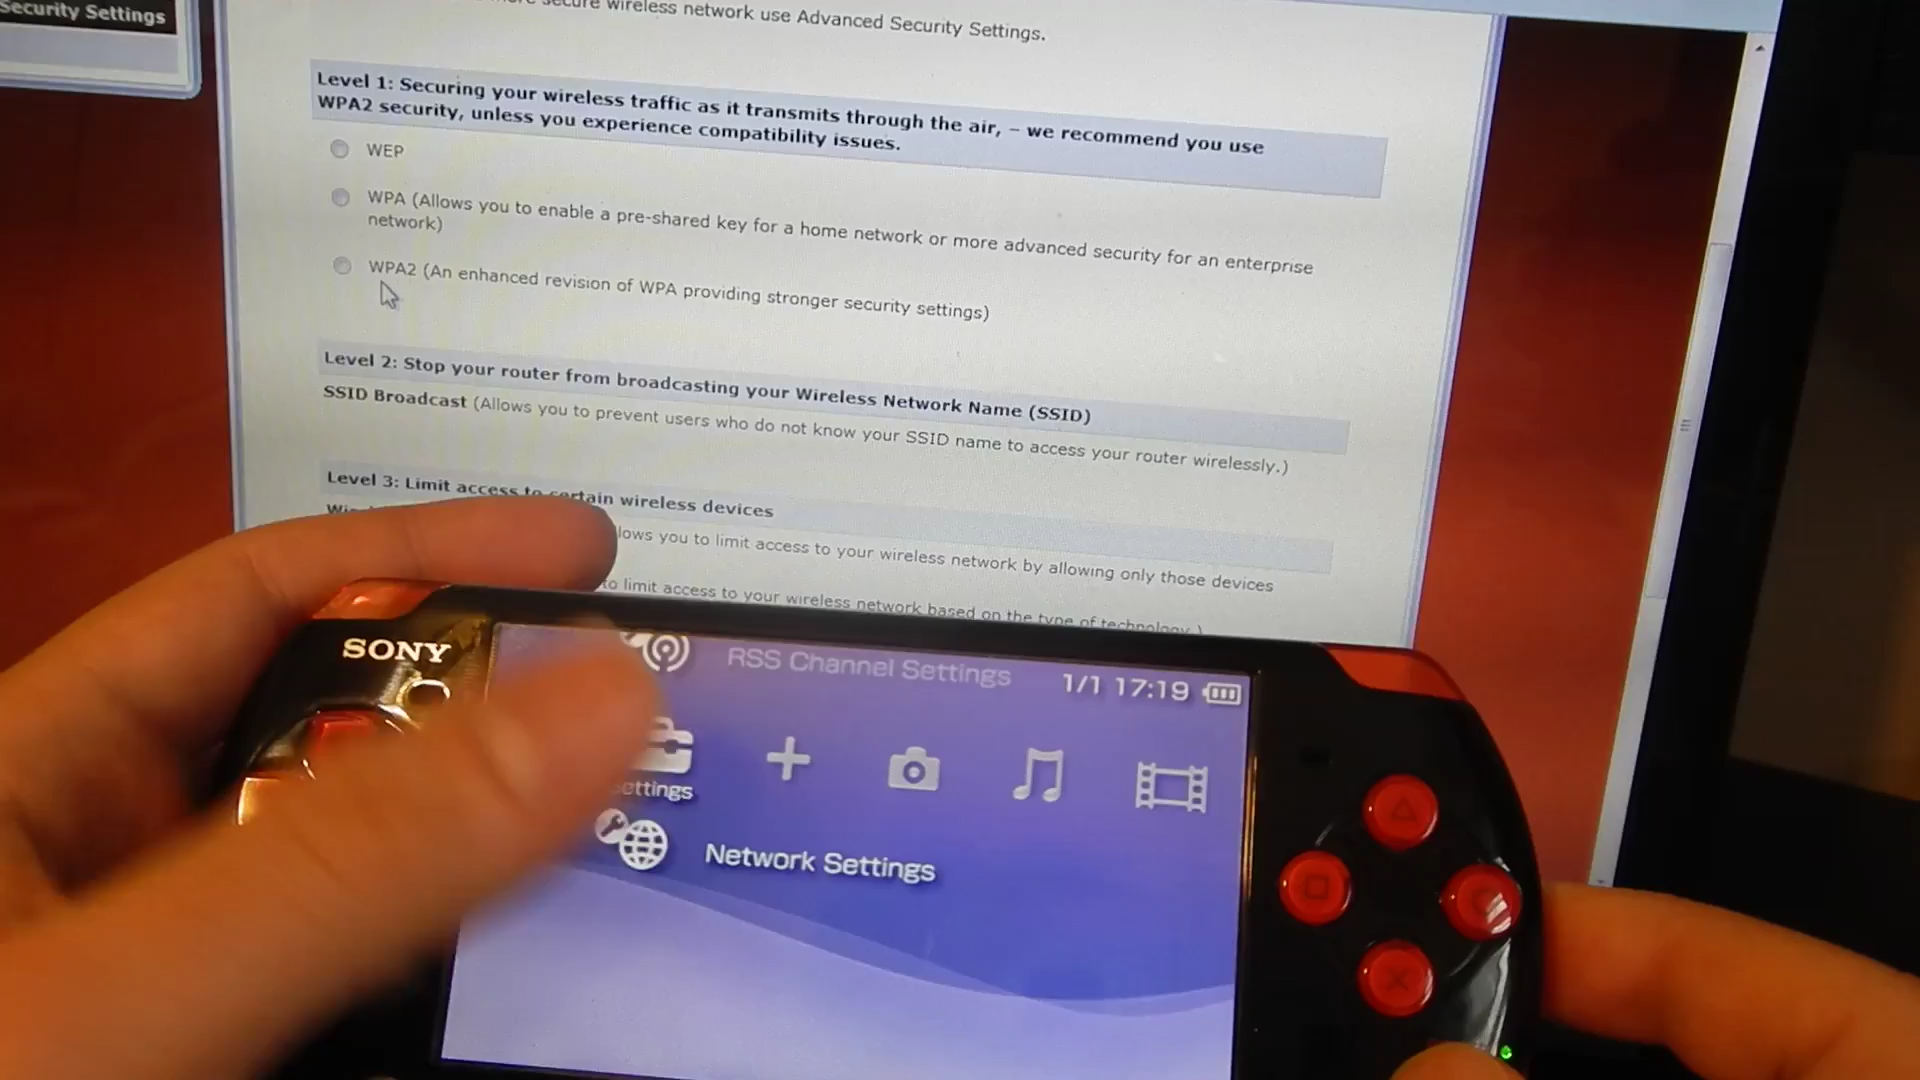 Security Settings
secure wireless network use Advanced Security Settings.
Level 1: Securing your wireless traffic as it transmits through the air, – we recommend you use
WPA2 security, unless you experience compatibility issues.
WEP
WPA (Allows you to enable a pre-shared key for a home network or more advanced security for an enterprise
network)
WPA2 (An enhanced revision of WPA providing stronger security settings)
Level 2: Stop your router from broadcasting your Wireless Network Name (SSID)
SSID Broadcast (Allows you to prevent users who do not know your SSID name to access your router wirelessly.)
Level 3: Limit access to certain wireless devices
lows you to limit access to your wireless network by allowing only those devices
to limit access to your wireless network based on the type of technology.)
SONY
RSS Channel Settings
1/1 17:19
ettings
Network Settings